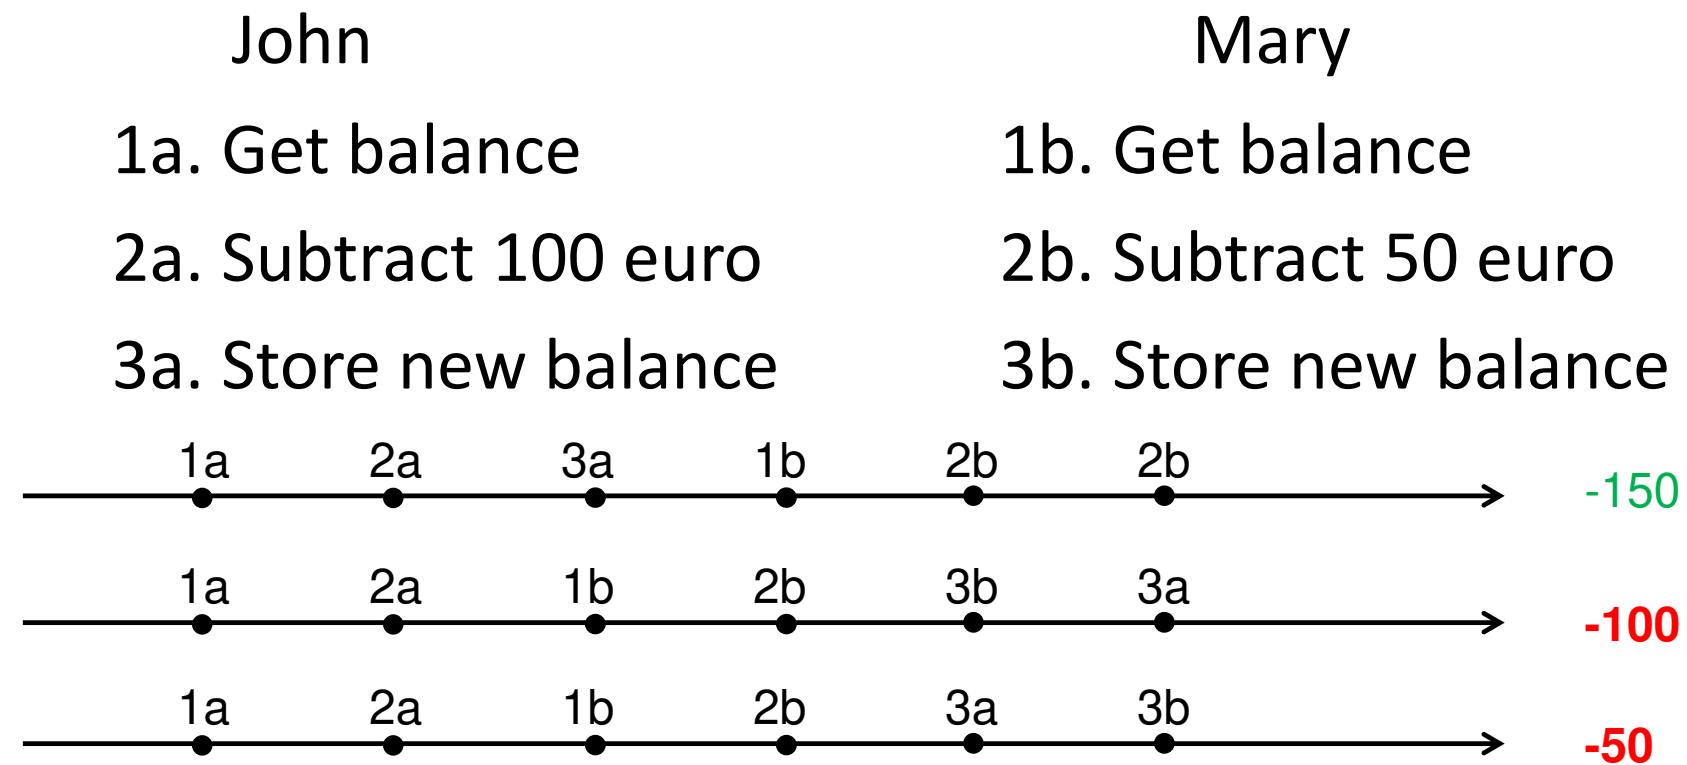 John Mary
1a. Get balance 1b. Get balance
2a. Subtract 100 euro 2b. Subtract 50 euro
3a. Store new balance 3b. Store new balance
1a 2a 3a 1b 2b 2b -150
1a 2a 1b 2b 3b 3a -100
1a 2a 1b 2b 3a 3b -50